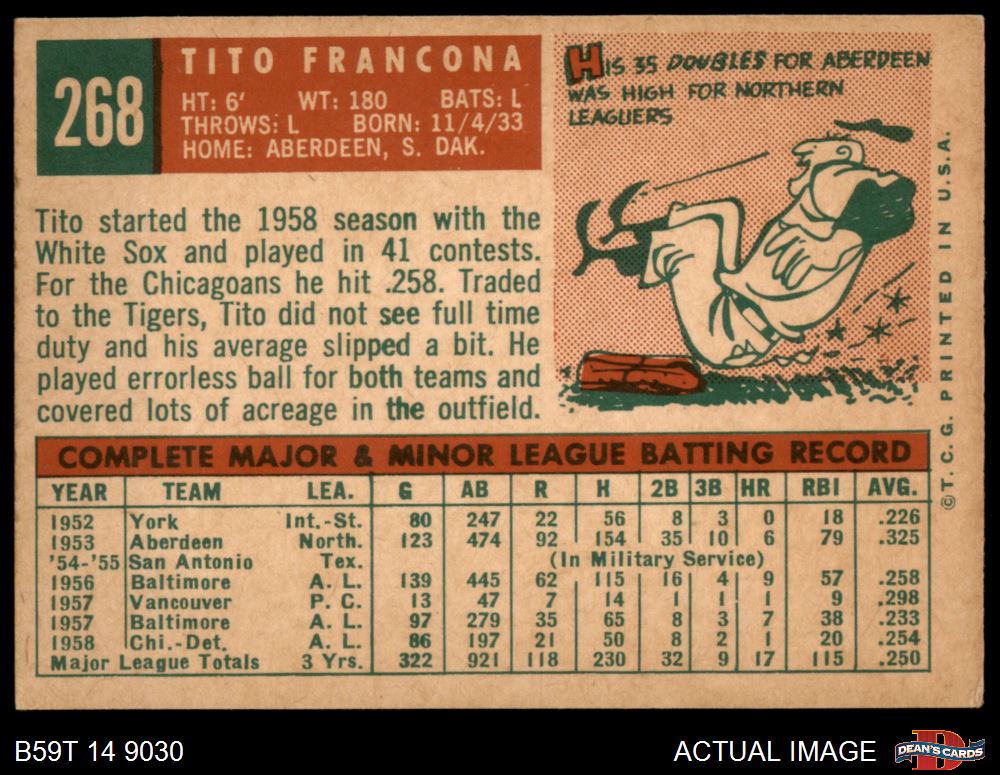 268
TITO FRANCONA
HT: 6' WT: 180 BATS: L
THROWS: L BORN: 11/4/33
HOME: ABERDEEN, S. DAK.
HIS 35 DOUBLES FOR ABERDEEN
WAS HIGH FOR NORTHERN
LEAGUERS
Tito started the 1958 season with the
White Sox and played in 41 contests.
For the Chicagoans he hit .258. Traded
to the Tigers, Tito did not see full time
duty and his average slipped a bit. He
played errorless ball for both teams and
covered lots of acreage in the outfield.
©T.C.G. PRINTED IN U.S.A.
COMPLETE MAJOR & MINOR LEAGUE BATTING RECORD
YEAR TEAM LEA. G AB R H 2B 3B HR RBI AVG.
1952 York Int.-St. 80 247 22 56 8 3 0 18 .226
1953 Aberdeen North. 123 474 92 154 35 10 6 79 .325
'54-'55 San Antonio Tex. (In Military Service)
1956 Baltimore A. L. 139 445 62 115 16 4 9 57 .258
1957 Vancouver P. C. 13 47 7 14 1 1 1 9 .298
1957 Baltimore A. L. 97 279 35 65 8 3 7 38 .233
1958 Chi.-Det. A. L. 86 197 21 50 8 2 1 20 .254
Major League Totals 3 Yrs. 322 921 118 230 32 9 17 115 .250
B59T 14 9030
ACTUAL IMAGE
DEAN'S CARDS